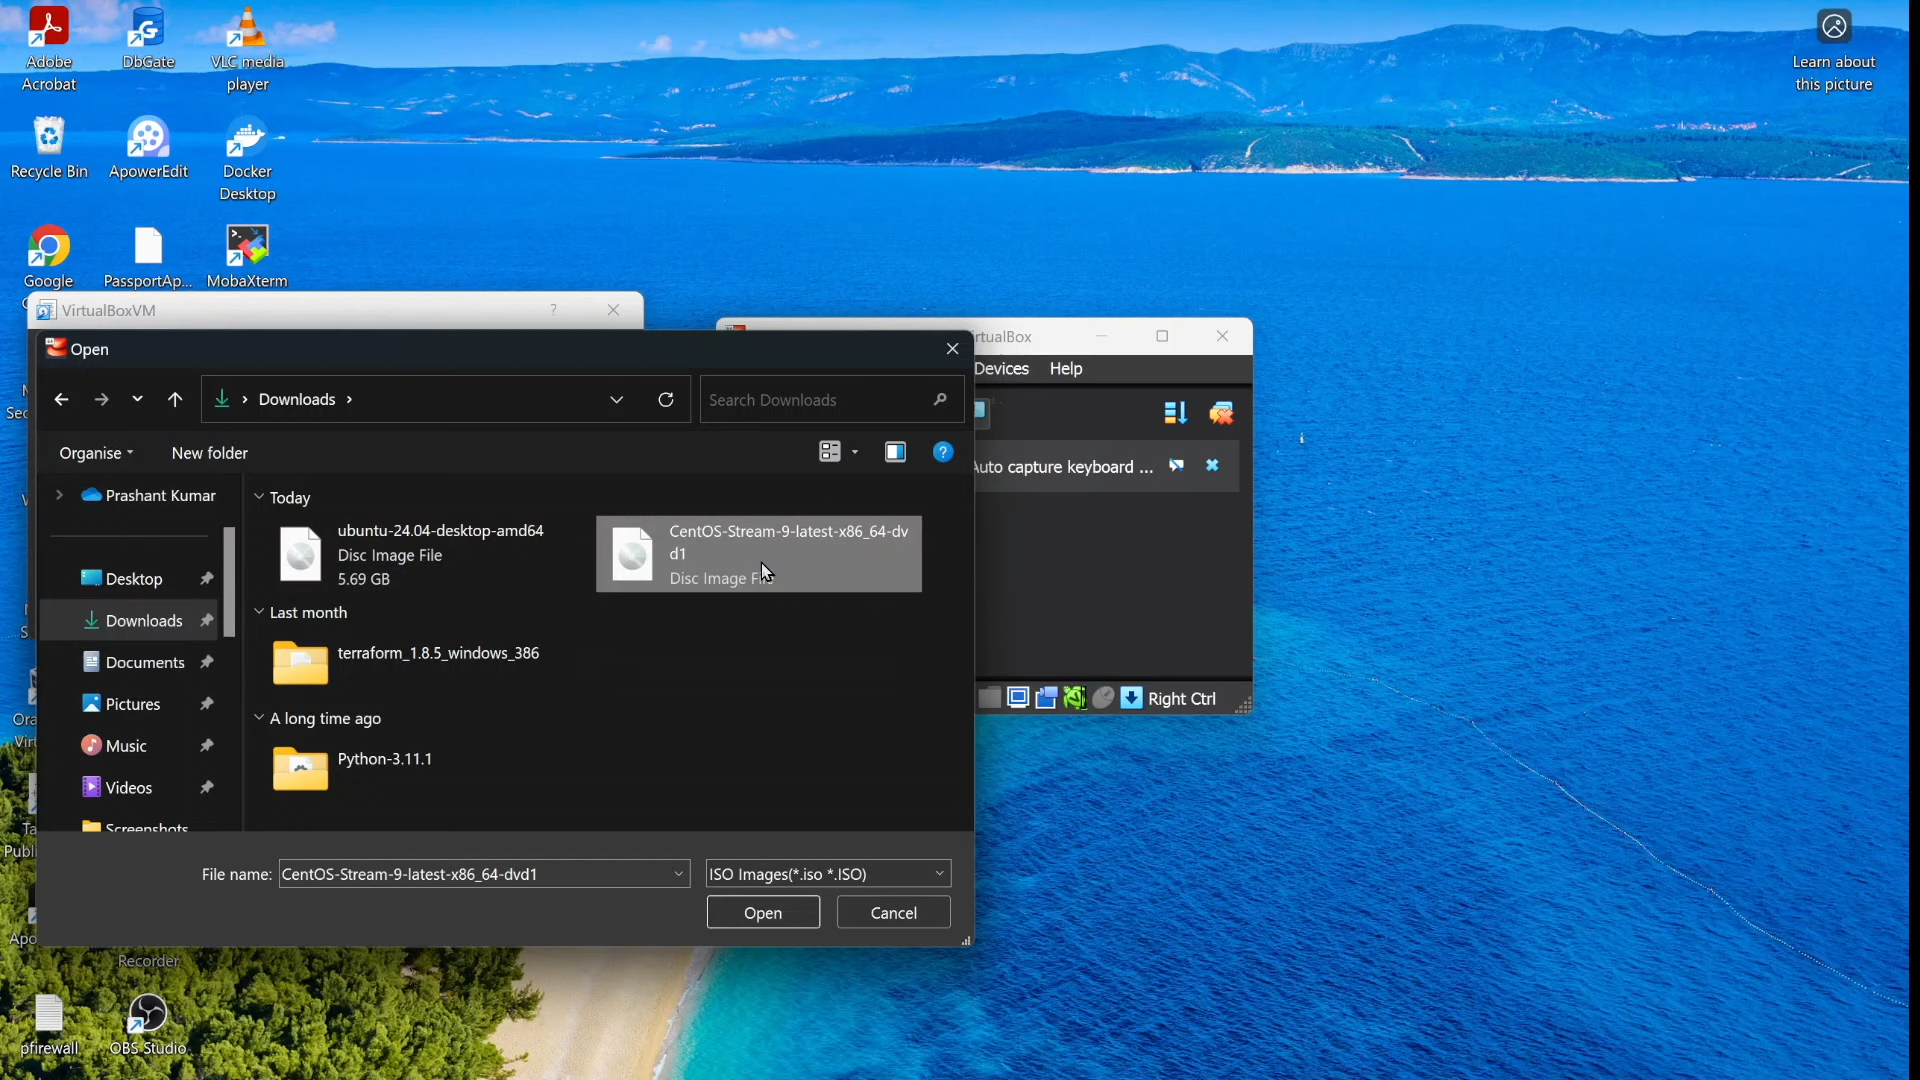 Adobe
Acrobat
DbGate
VLC media
player
Learn about
this picture
Recycle Bin
ApowerEdit
Docker
Desktop
Google
PassportAp...
MobaXterm
VirtualBoxVM
?
Open
rtualBox
Devices
Help
Downloads
Search Downloads
Organise
New folder
?
Auto capture keyboard ...
Prashant Kumar
Desktop
Downloads
Documents
Pictures
Music
Videos
Screenshots
Today
ubuntu-24.04-desktop-amd64
Disc Image File
5.69 GB
CentOS-Stream-9-latest-x86_64-dv
d1
Disc Image File
Last month
terraform_1.8.5_windows_386
A long time ago
Python-3.11.1
Right Ctrl
File name:
CentOS-Stream-9-latest-x86_64-dvd1
ISO Images(*.iso *.ISO)
Open
Cancel
Recorder
pfirewall
OBS Studio